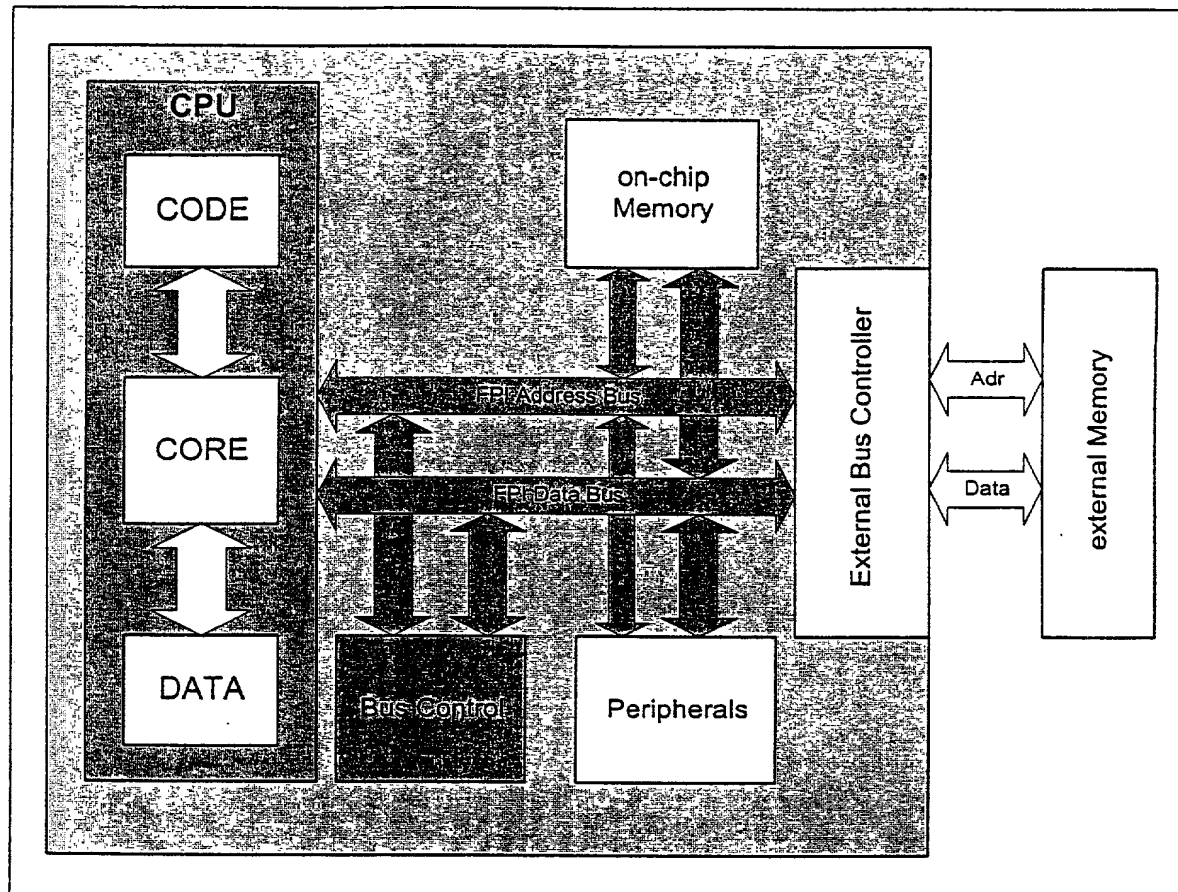 CPU
CODE
CORE
DATA
on-chip
Memory
FPI Address Bus
FPI Data Bus
Bus Control
Peripherals
External Bus Controller
Adr
Data
external Memory